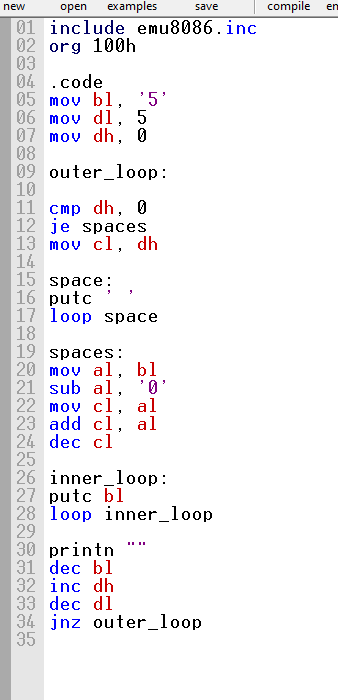 new open examples save compile e
01 include emu8086.inc
02 org 100h
03
04 .code
05 mov bl, '5'
06 mov dl, 5
07 mov dh, 0
08
09 outer_loop:
10
11 cmp dh, 0
12 je spaces
13 mov cl, dh
14
15 space:
16 putc ' '
17 loop space
18
19 spaces:
20 mov al, bl
21 sub al, '0'
22 mov cl, al
23 add cl, al
24 dec cl
25
26 inner_loop:
27 putc bl
28 loop inner_loop
29
30 printn ""
31 dec bl
32 inc dh
33 dec dl
34 jnz outer_loop
35